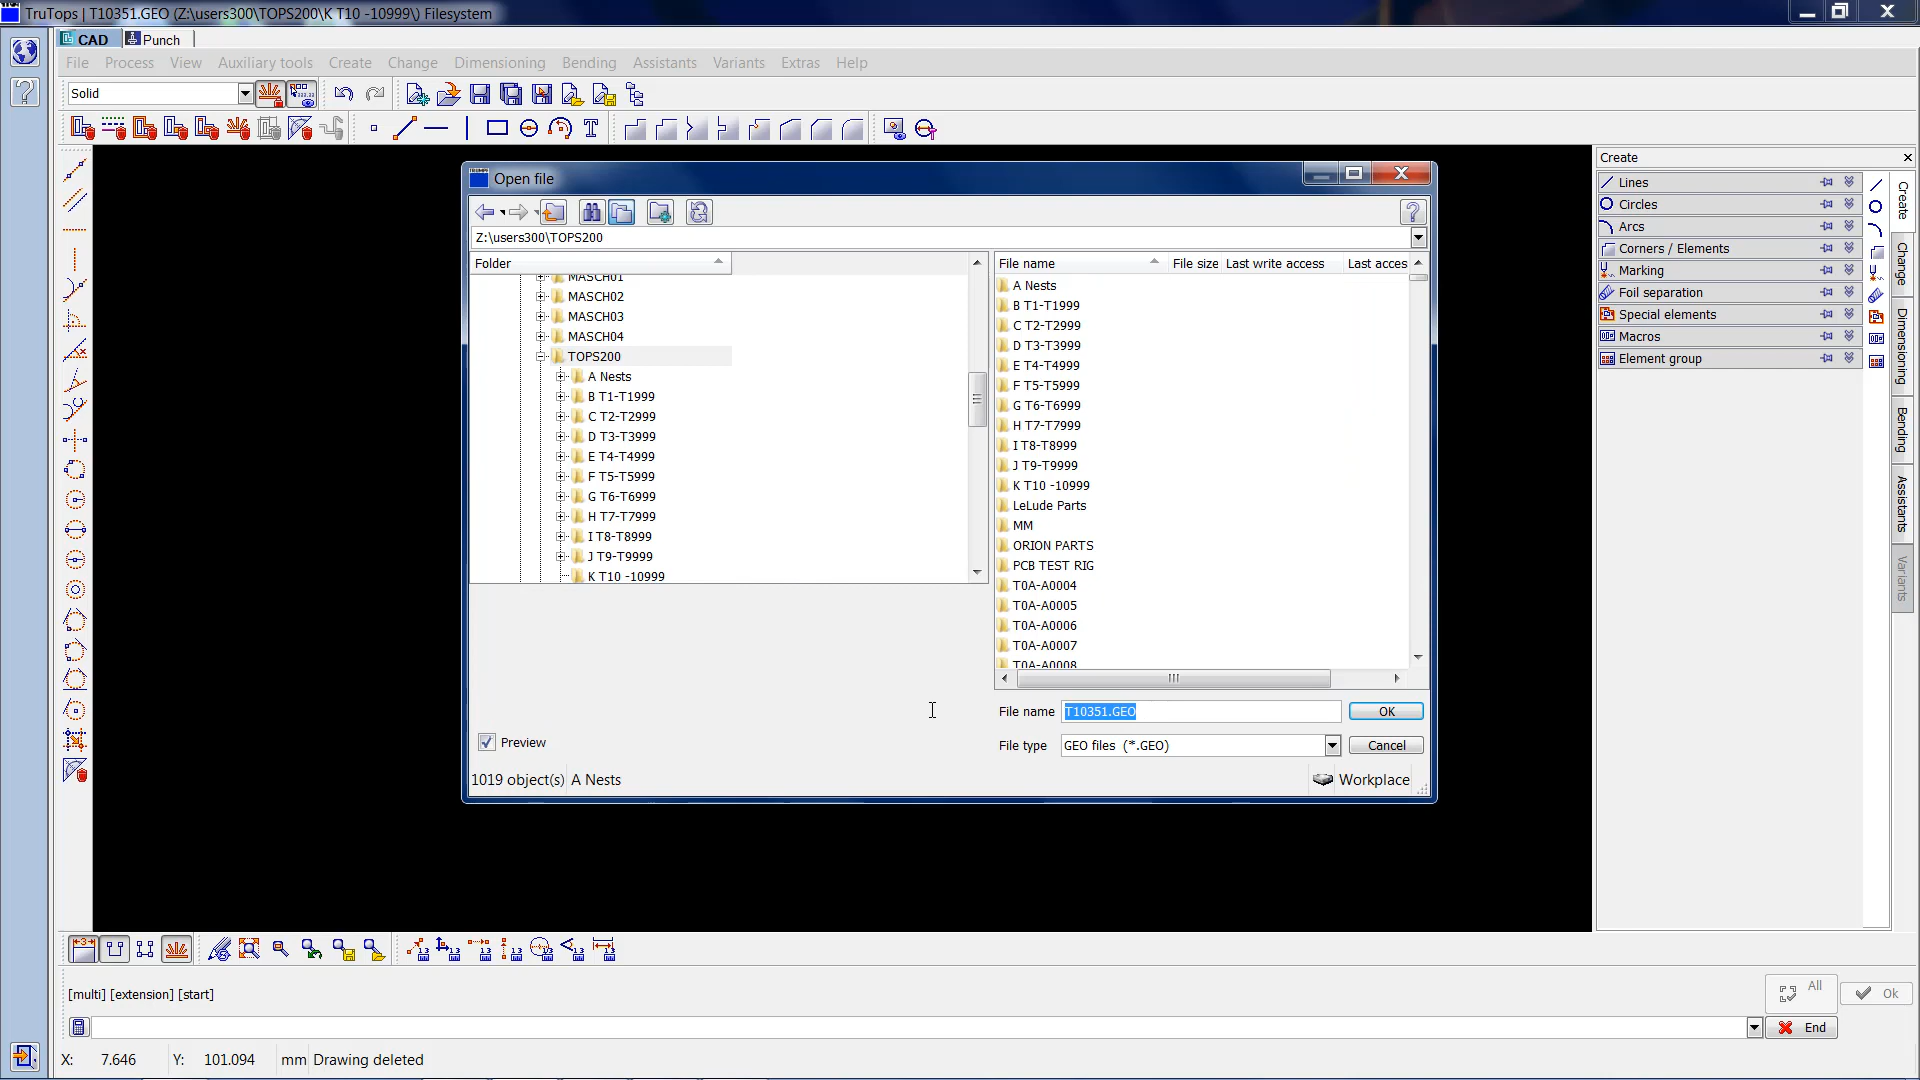 TruTops | T10351.GEO (Z:\users300\TOPS200\K T10 -10999\) Filesystem
CAD
Punch
File Process View Auxiliary tools Create Change Dimensioning Bending Assistants Variants Extras Help
Solid
Open file
Z:\users300\TOPS200
Folder
MASCH01
MASCH02
MASCH03
MASCH04
TOPS200
A Nests
B T1-T1999
C T2-T2999
D T3-T3999
E T4-T4999
F T5-T5999
G T6-T6999
H T7-T7999
I T8-T8999
J T9-T9999
K T10 -10999
File name File size Last write access Last acces
A Nests
B T1-T1999
C T2-T2999
D T3-T3999
E T4-T4999
F T5-T5999
G T6-T6999
H T7-T7999
I T8-T8999
J T9-T9999
K T10 -10999
LeLude Parts
MM
ORION PARTS
PCB TEST RIG
T0A-A0004
T0A-A0005
T0A-A0006
T0A-A0007
T0A-A0008
File name T10351.GEO OK
File type GEO files (*.GEO) Cancel
Preview
1019 object(s) A Nests
Workplace
Create
Lines
Circles
Arcs
Corners / Elements
Marking
Foil separation
Special elements
Macros
Element group
Create
Change
Dimensioning
Bending
Assistants
Variants
[multi] [extension] [start]
All
Ok
End
X: 7.646 Y: 101.094 mm Drawing deleted